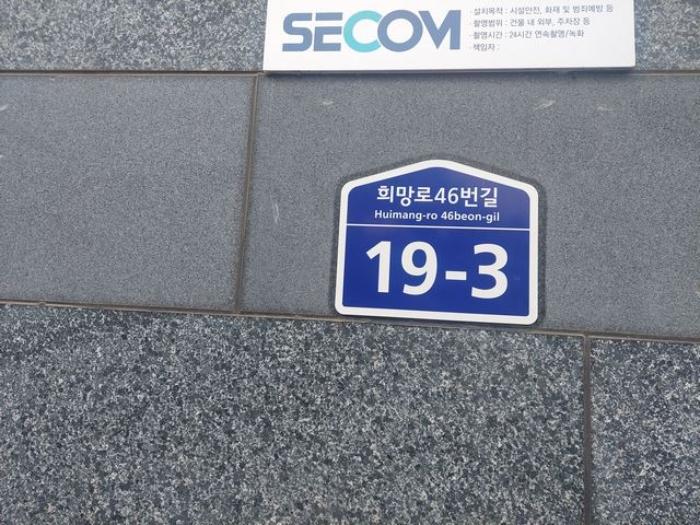 SECOM
· 설치목적 : 시설안전, 화재 및 범죄예방 등
· 촬영범위 : 건물 내 외부, 주차장 등
· 촬영시간 : 24시간 연속촬영/녹화
· 책임자 :
희망로46번길
Huimang-ro 46beon-gil
19-3